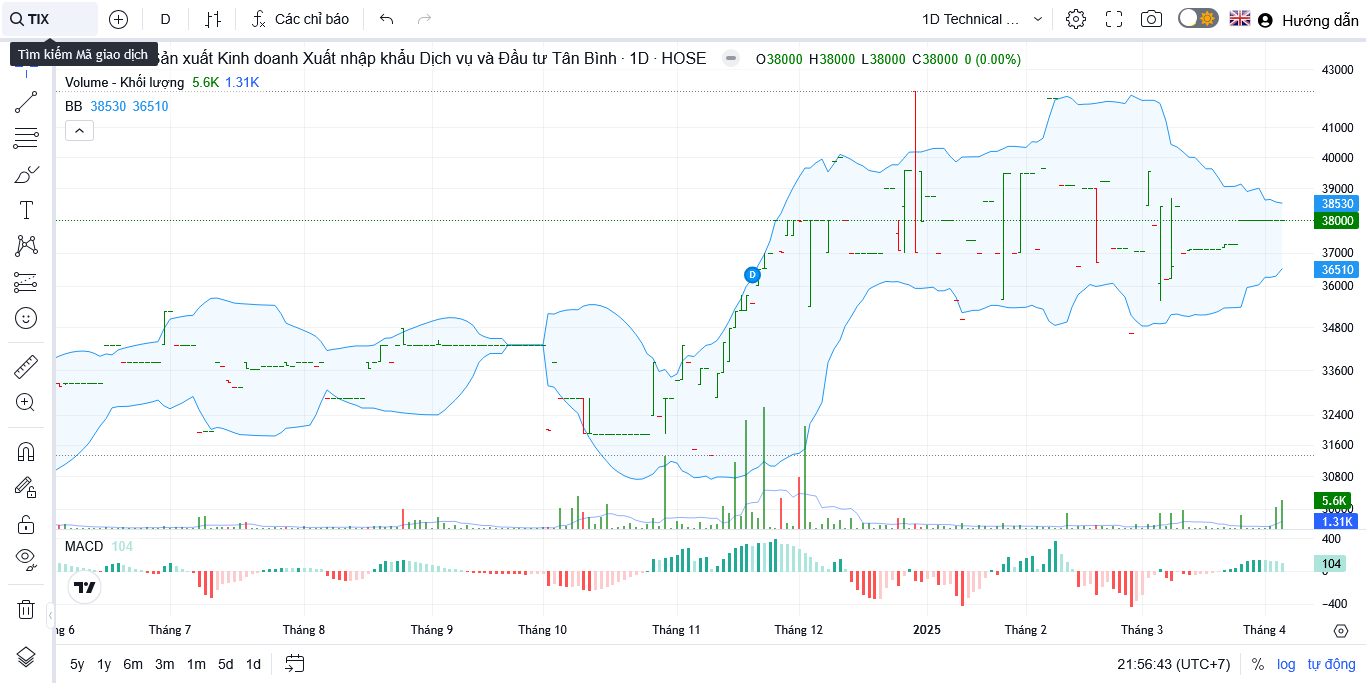 TIX
D
Các chỉ báo
1D Technical ...
Hướng dẫn
Tìm kiếm Mã giao dịch
Sản xuất Kinh doanh Xuất nhập khẩu Dịch vụ và Đầu tư Tân Bình · 1D · HOSE
O38000 H38000 L38000 C38000 0 (0.00%)
Volume - Khối lượng 5.6K 1.31K
BB 38530 36510
43000
41000
40000
39000
38530
38000
37000
36510
36000
34800
33600
32400
31600
30800
5.6K
1.31K
D
MACD 104
400
104
0
−400
ng 6 Tháng 7 Tháng 8 Tháng 9 Tháng 10 Tháng 11 Tháng 12 2025 Tháng 2 Tháng 3 Tháng 4
5y 1y 6m 3m 1m 5d 1d
21:56:43 (UTC+7) % log tự động